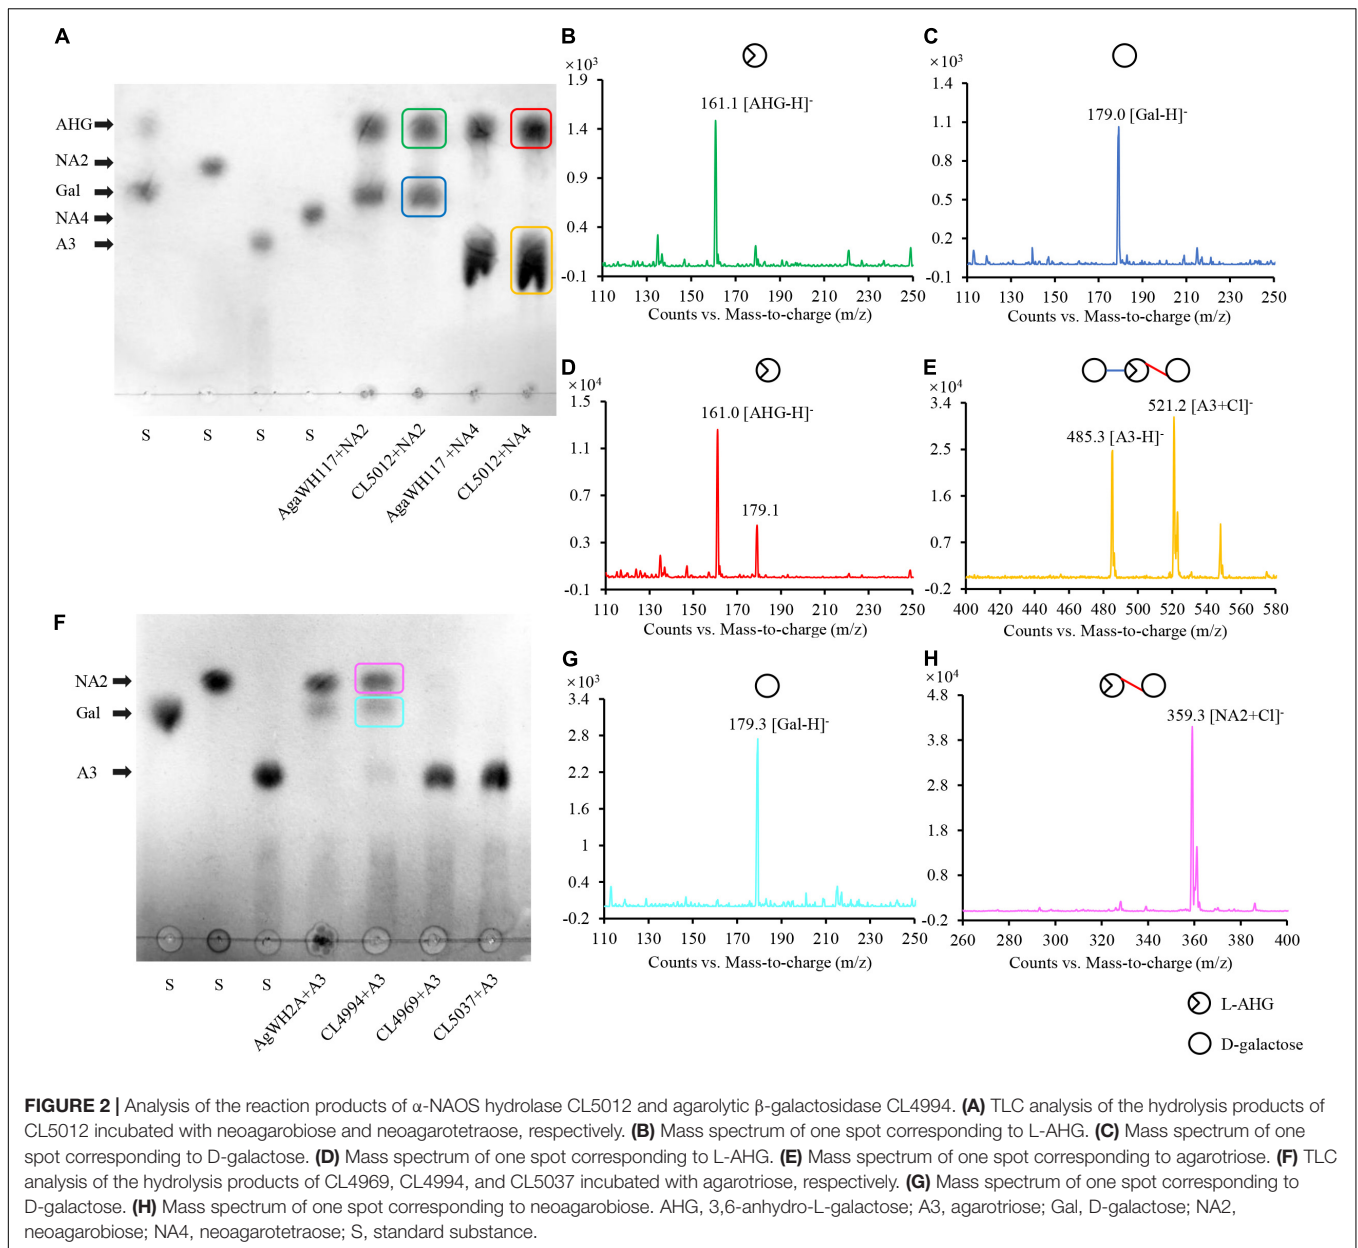 A
AHG
NA2
Gal
NA4
A3
S
S
S
S
AgaWH117+NA2
CL5012+NA2
AgaWH117+NA4
CL5012+NA4
B
×10³
1.9
1.4
0.9
0.4
-0.1
161.1 [AHG-H]⁻
110 130 150 170 190 210 230 250
Counts vs. Mass-to-charge (m/z)
C
×10³
1.4
1.1
0.8
0.5
0.2
-0.1
179.0 [Gal-H]⁻
110 130 150 170 190 210 230 250
Counts vs. Mass-to-charge (m/z)
D
×10⁴
1.5
1.1
0.7
0.3
-0.1
161.0 [AHG-H]⁻
179.1
110 130 150 170 190 210 230 250
Counts vs. Mass-to-charge (m/z)
E
×10⁴
3.4
2.5
1.6
0.7
-0.2
521.2 [A3+Cl]⁻
485.3 [A3-H]⁻
400 420 440 460 480 500 520 540 560 580
Counts vs. Mass-to-charge (m/z)
F
NA2
Gal
A3
S
S
S
AgWH2A+A3
CL4994+A3
CL4969+A3
CL5037+A3
G
×10³
3.4
2.8
2.2
1.6
1
0.4
-0.2
179.3 [Gal-H]⁻
110 130 150 170 190 210 230 250
Counts vs. Mass-to-charge (m/z)
H
×10⁴
4.8
3.8
2.8
1.8
0.8
-0.2
359.3 [NA2+Cl]⁻
260 280 300 320 340 360 380 400
Counts vs. Mass-to-charge (m/z)
L-AHG
D-galactose
FIGURE 2 | Analysis of the reaction products of α-NAOS hydrolase CL5012 and agarolytic β-galactosidase CL4994. (A) TLC analysis of the hydrolysis products of
CL5012 incubated with neoagarobiose and neoagarotetraose, respectively. (B) Mass spectrum of one spot corresponding to L-AHG. (C) Mass spectrum of one
spot corresponding to D-galactose. (D) Mass spectrum of one spot corresponding to L-AHG. (E) Mass spectrum of one spot corresponding to agarotriose. (F) TLC
analysis of the hydrolysis products of CL4969, CL4994, and CL5037 incubated with agarotriose, respectively. (G) Mass spectrum of one spot corresponding to
D-galactose. (H) Mass spectrum of one spot corresponding to neoagarobiose. AHG, 3,6-anhydro-L-galactose; A3, agarotriose; Gal, D-galactose; NA2,
neoagarobiose; NA4, neoagarotetraose; S, standard substance.